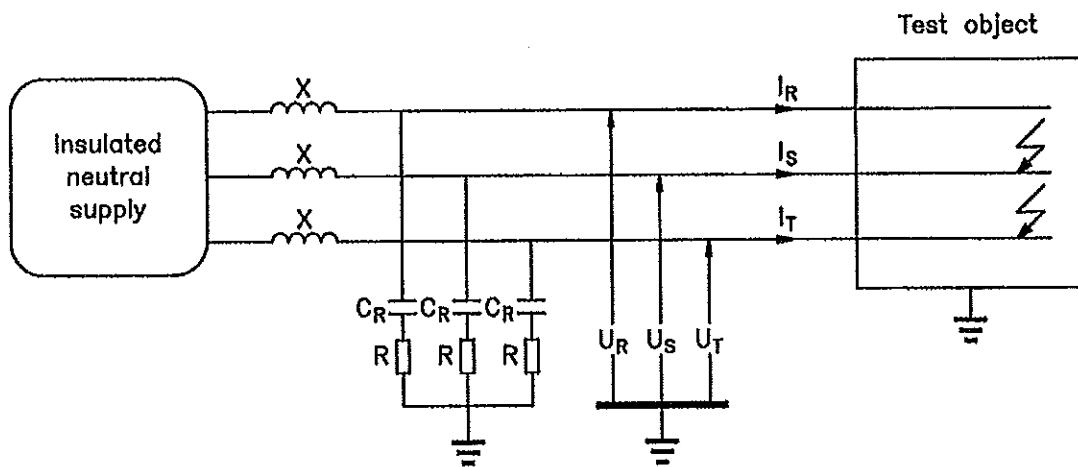 Test object
X
I_R
Insulated
neutral
supply
X
I_S
X
I_T
C_R C_R C_R
R R R
U_R U_S U_T